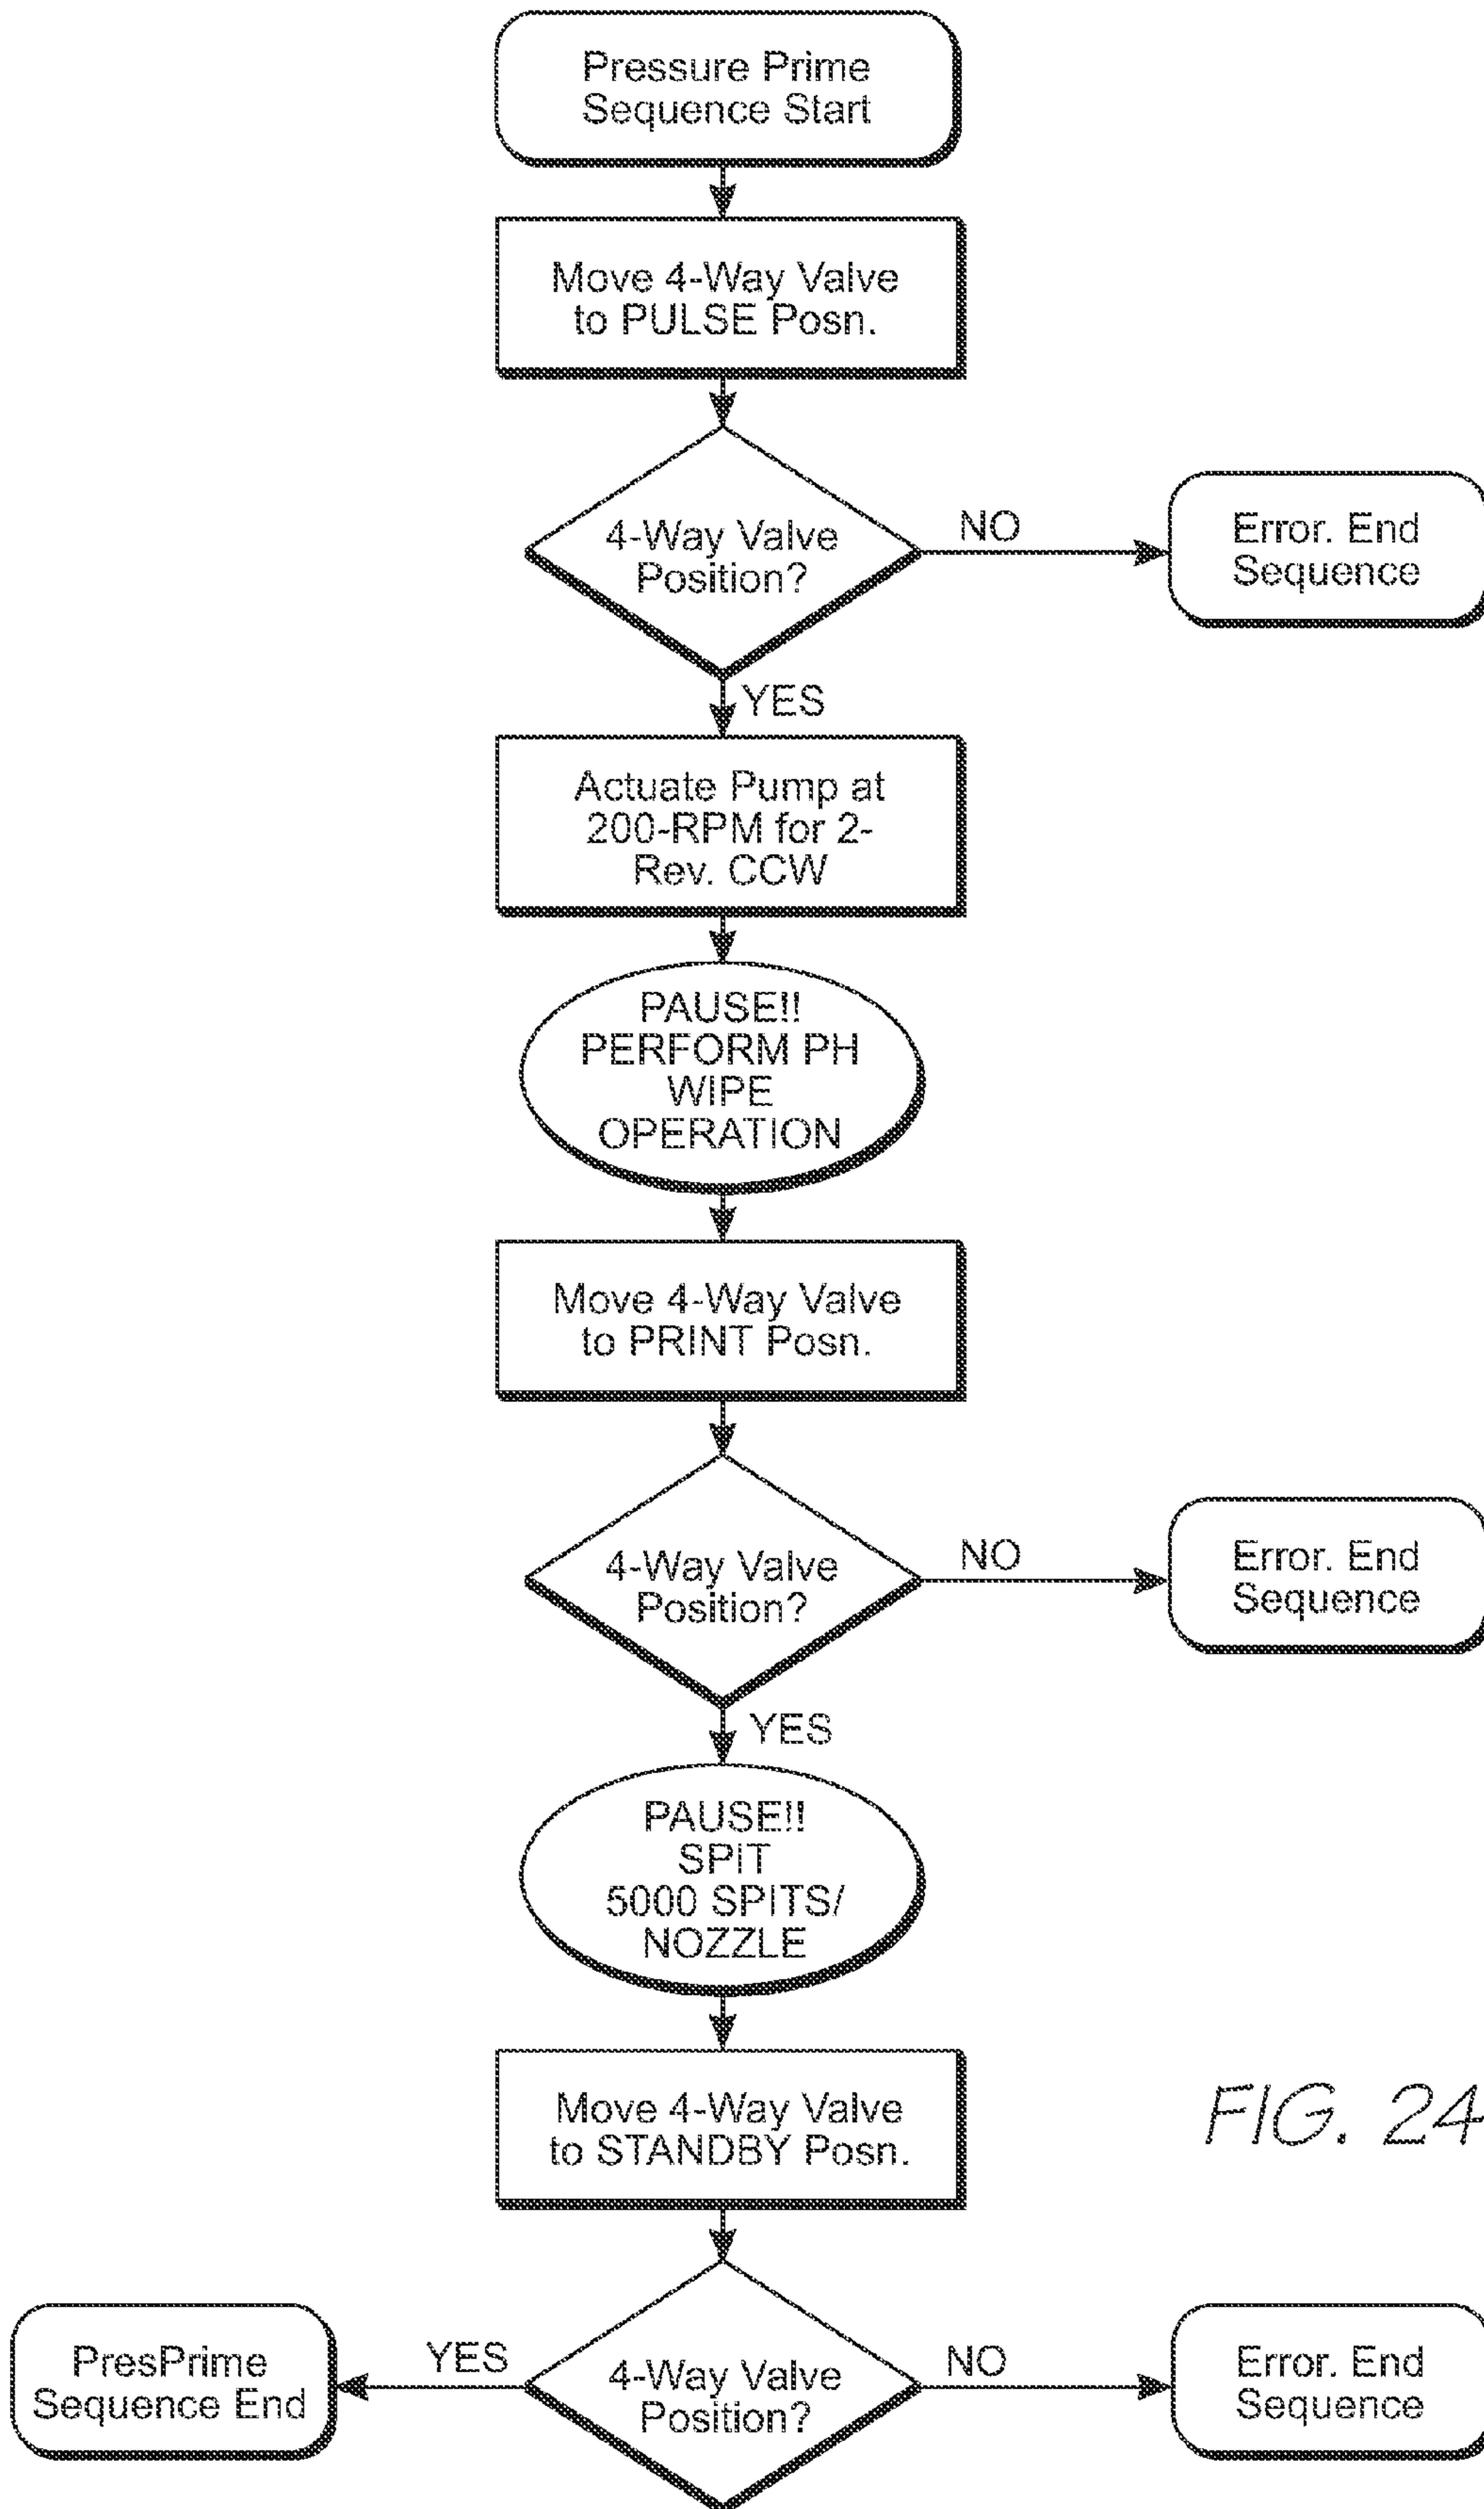 Pressure Prime
Sequence Start
Move 4-Way Valve
to PULSE Posn.
4-Way Valve
Position?
NO
Error. End
Sequence
YES
Actuate Pump at
200-RPM for 2-
Rev. CCW
PAUSE!!
PERFORM PH
WIPE
OPERATION
Move 4-Way Valve
to PRINT Posn.
4-Way Valve
Position?
NO
Error. End
Sequence
YES
PAUSE!!
SPIT
5000 SPITS/
NOZZLE
Move 4-Way Valve
to STANDBY Posn.
FIG. 24
PresPrime
Sequence End
YES
4-Way Valve
Position?
NO
Error. End
Sequence